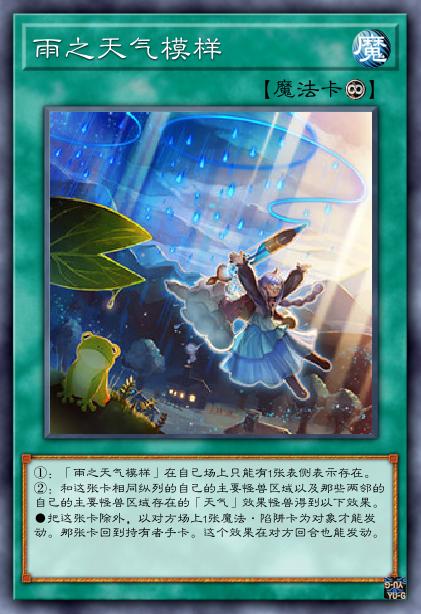 雨之天气模样
魔
【魔法卡♾】
①：「雨之天气模样」在自己场上只能有1张表侧表示存在。
②：和这张卡相同纵列的自己的主要怪兽区域以及那些两邻的
自己的主要怪兽区域存在的「天气」效果怪兽得到以下效果。
●把这张卡除外，以对方场上1张魔法·陷阱卡为对象才能发
动。那张卡回到持有者手卡。这个效果在对方回合也能发动。